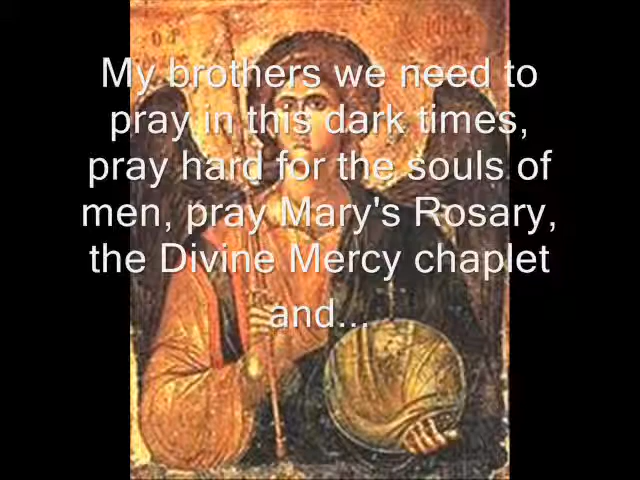 My brothers we need to
pray in this dark times,
pray hard for the souls of
men, pray Mary's Rosary,
the Divine Mercy chaplet
and...